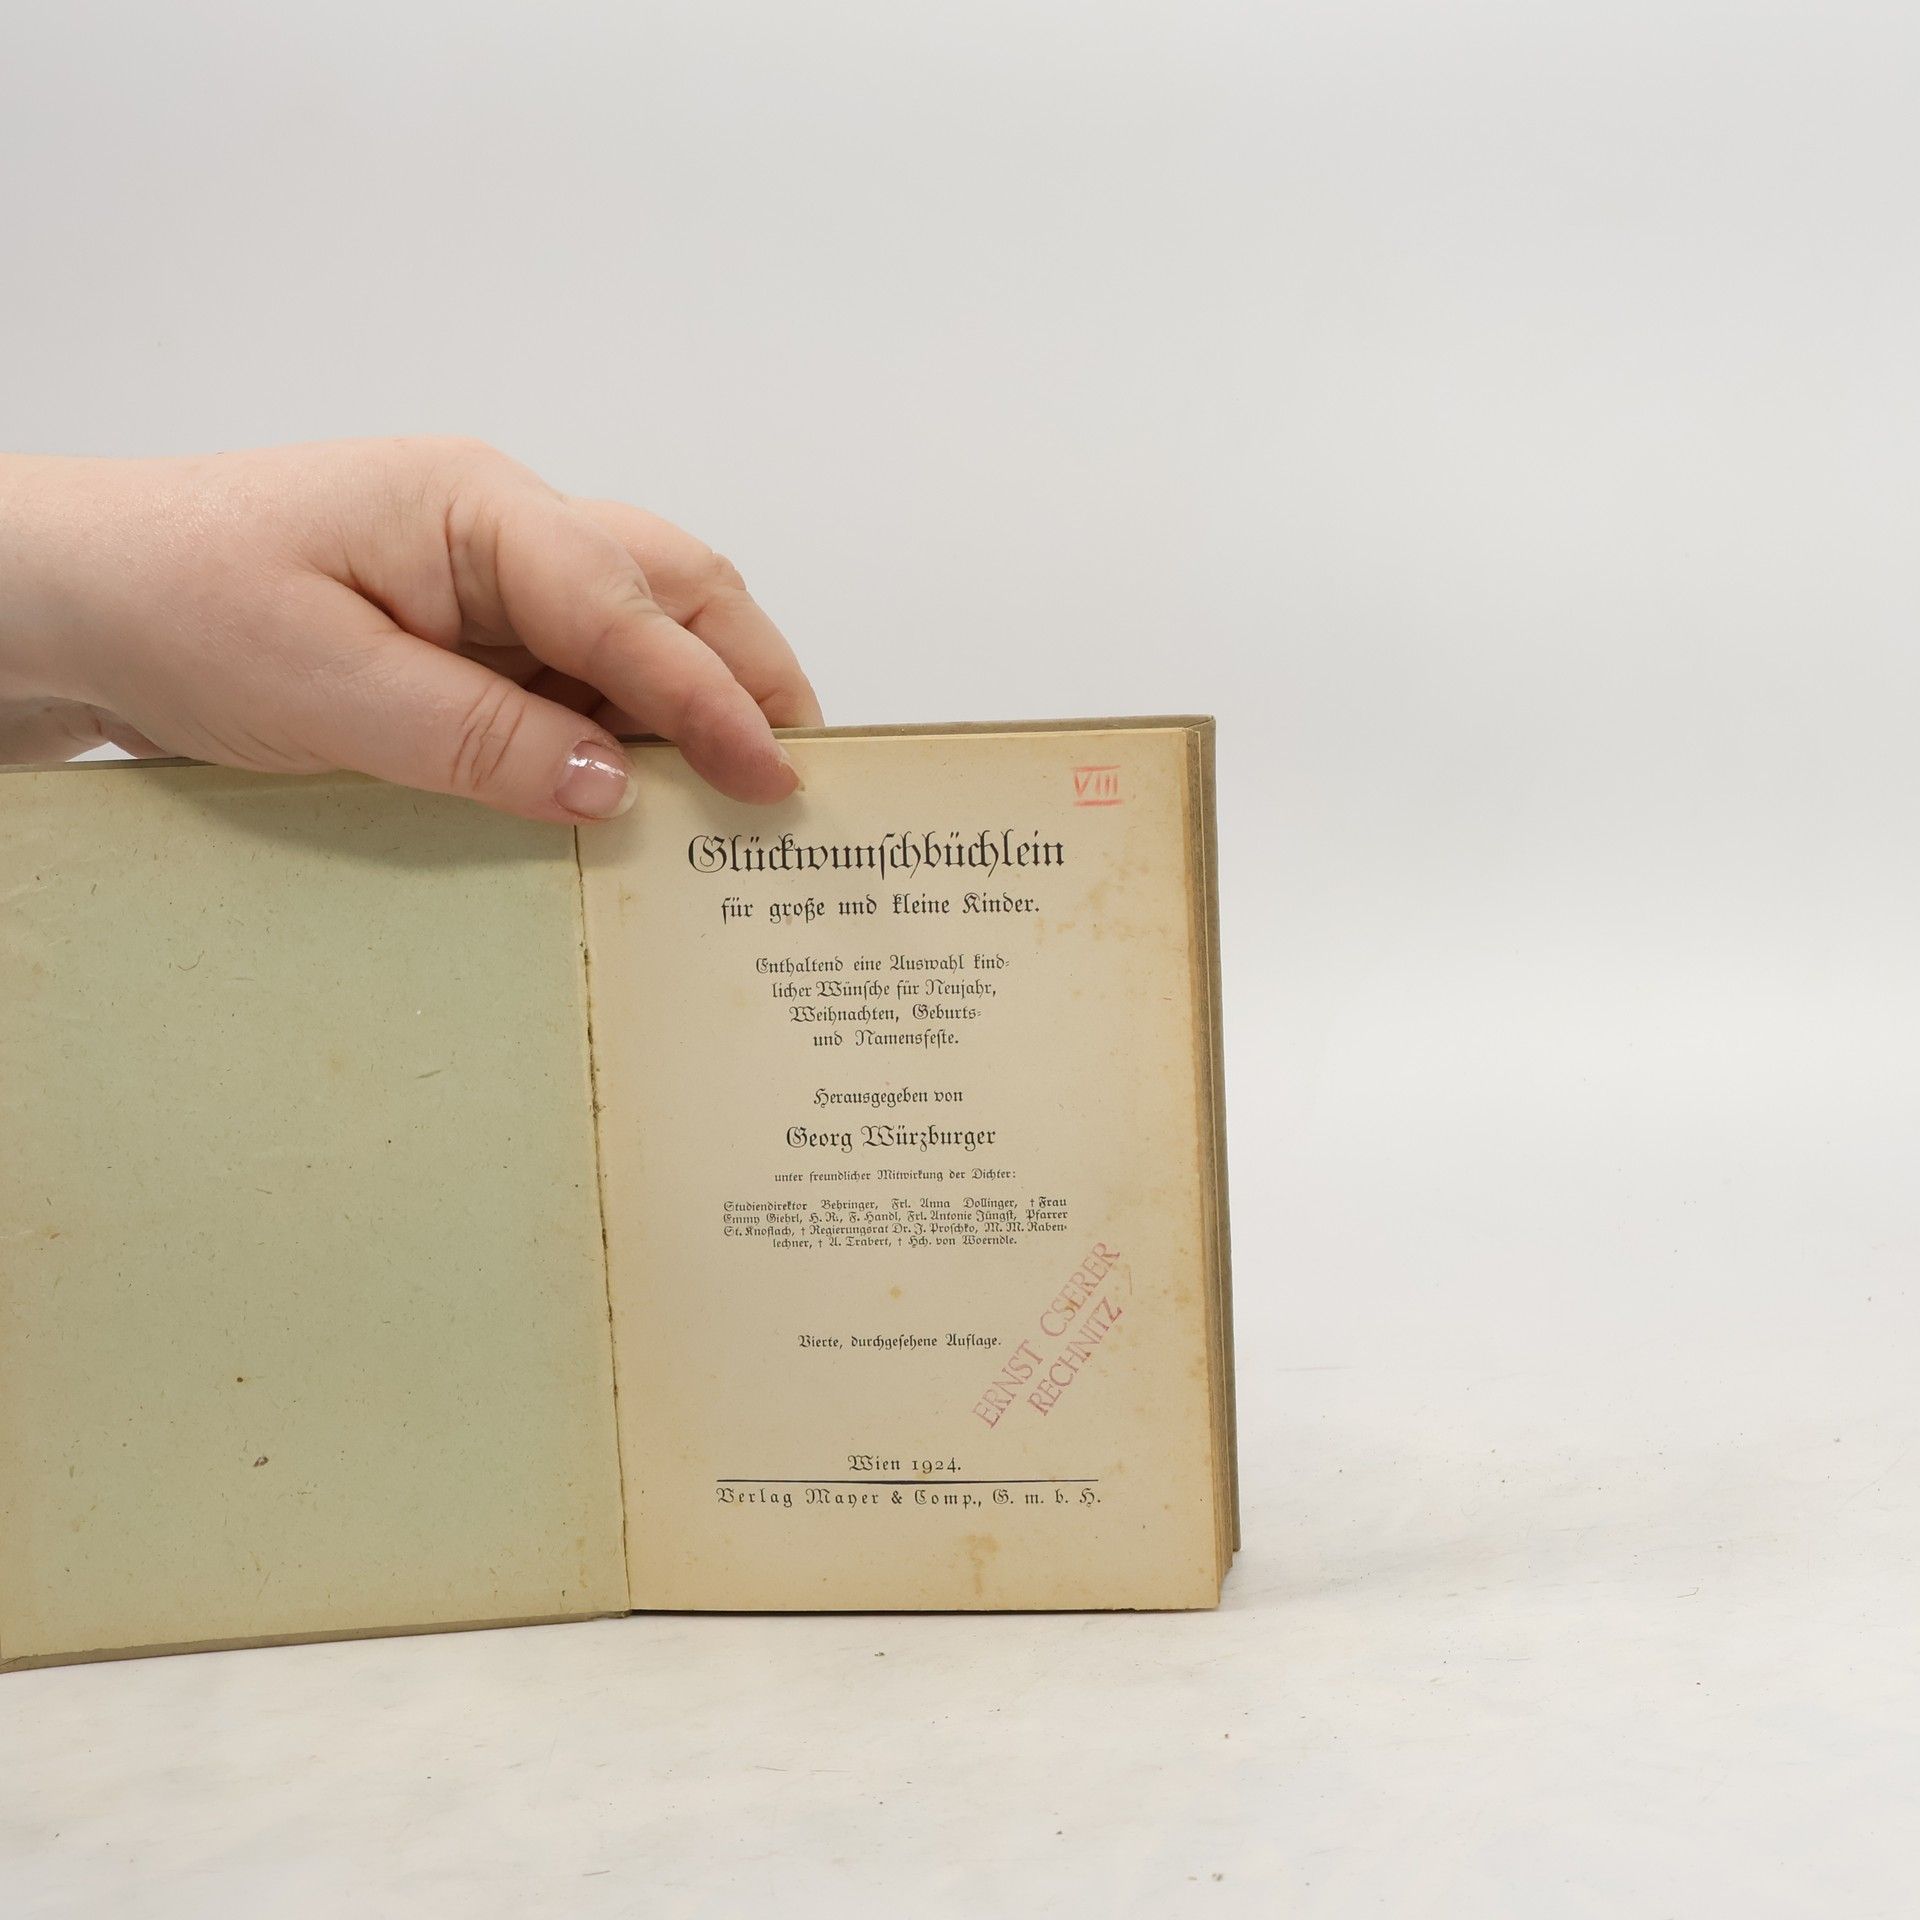 VIII
Glückwunſchbüchlein
für große und kleine Kinder.
Enthaltend eine Auswahl kind-
licher Wünſche für Neujahr,
Weihnachten, Geburts-
und Namensfeſte.
Herausgegeben von
Georg Würzburger
unter freundlicher Mitwirkung der Dichter:
Studiendirektor Behringer, Frl. Anna Dollinger, † Frau
Emmy Giehrl, H. R., F. Handl, Frl. Antonie Jüngſt, Pfarrer
St. Knoflach, † Regierungsrat Dr. J. Proſchko, M. M. Raben-
lechner, † A. Trabert, † Hch. von Woerndle.
Vierte, durchgeſehene Auflage.
ERNST CSERER
RECHNITZ
Wien 1924.
Verlag Mayer & Comp., G. m. b. H.